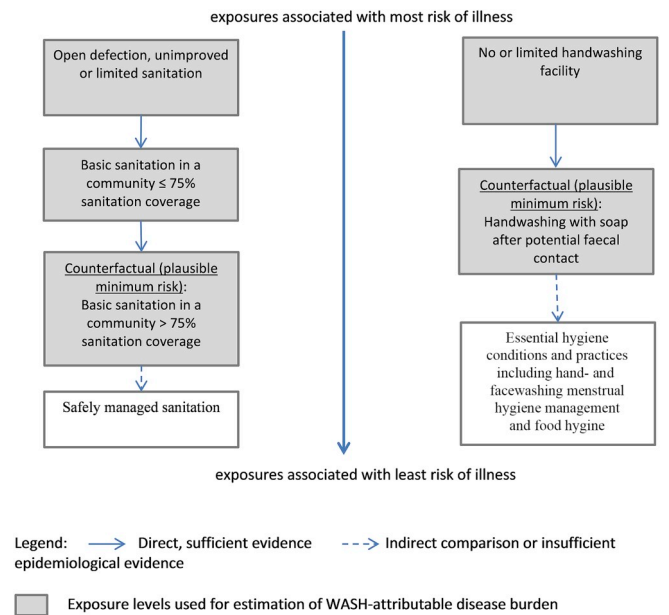 exposures associated with most risk of illness
Open defection, unimproved
or limited sanitation
Basic sanitation in a
community ≤ 75%
sanitation coverage
Counterfactual (plausible
minimum risk):
Basic sanitation in a
community > 75%
sanitation coverage
Safely managed sanitation
No or limited handwashing
facility
Counterfactual (plausible
minimum risk):
Handwashing with soap
after potential faecal
contact
Essential hygiene
conditions and practices
including hand- and
facewashing menstrual
hygiene management
and food hygine
exposures associated with least risk of illness
Legend: Direct, sufficient evidence Indirect comparison or insufficient
epidemiological evidence
Exposure levels used for estimation of WASH-attributable disease burden